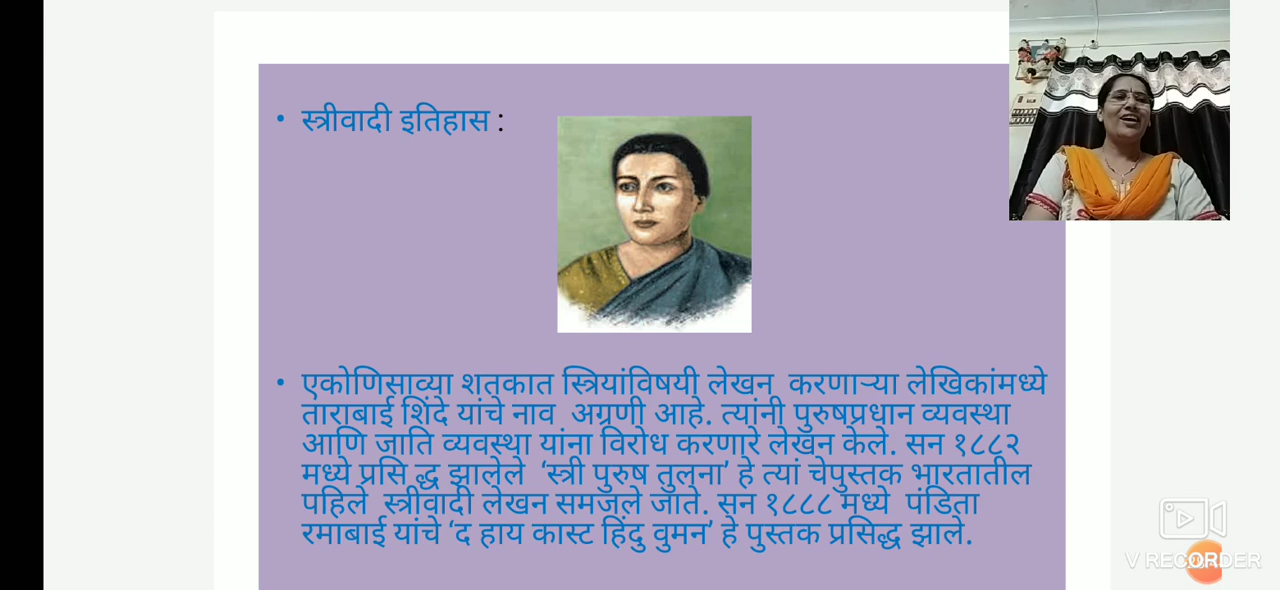 स्त्रीवादी इतिहास :
एकोणिसाव्या शतकात स्त्रियांविषयी लेखन करणाऱ्या लेखिकांमध्ये
ताराबाई शिंदे यांचे नाव अग्रणी आहे. त्यांनी पुरुषप्रधान व्यवस्था
आणि जाति व्यवस्था यांना विरोध करणारे लेखन केले. सन १८८२
मध्ये प्रसि द्ध झालेले ‘स्त्री पुरुष तुलना’ हे त्यां चेपुस्तक भारतातील
पहिले स्त्रीवादी लेखन समजले जाते. सन १८८८ मध्ये पंडिता
रमाबाई यांचे ‘द हाय कास्ट हिंदु वुमन’ हे पुस्तक प्रसिद्ध झाले.
V RECORDER